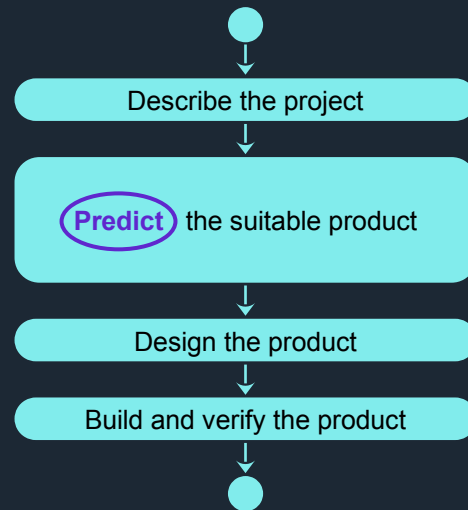 Describe the project
Predict the suitable product
Design the product
Build and verify the product